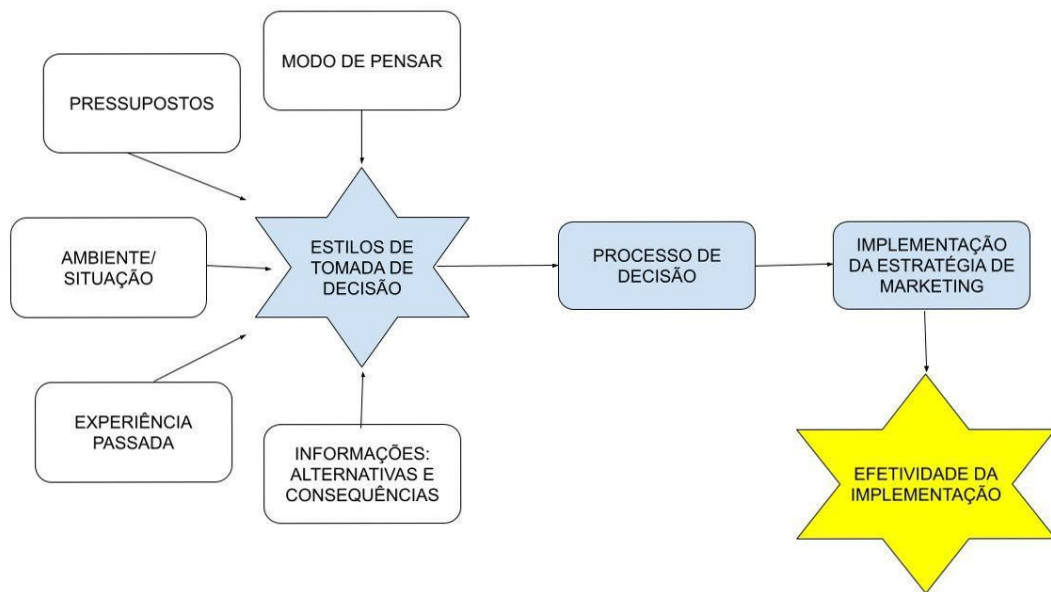 MODO DE PENSAR
PRESSUPOSTOS
AMBIENTE/
SITUAÇÃO
ESTILOS DE
TOMADA DE
DECISÃO
PROCESSO DE
DECISÃO
IMPLEMENTAÇÃO
DA ESTRATÉGIA DE
MARKETING
EXPERIÊNCIA
PASSADA
INFORMAÇÕES:
ALTERNATIVAS E
CONSEQUÊNCIAS
EFETIVIDADE DA
IMPLEMENTAÇÃO